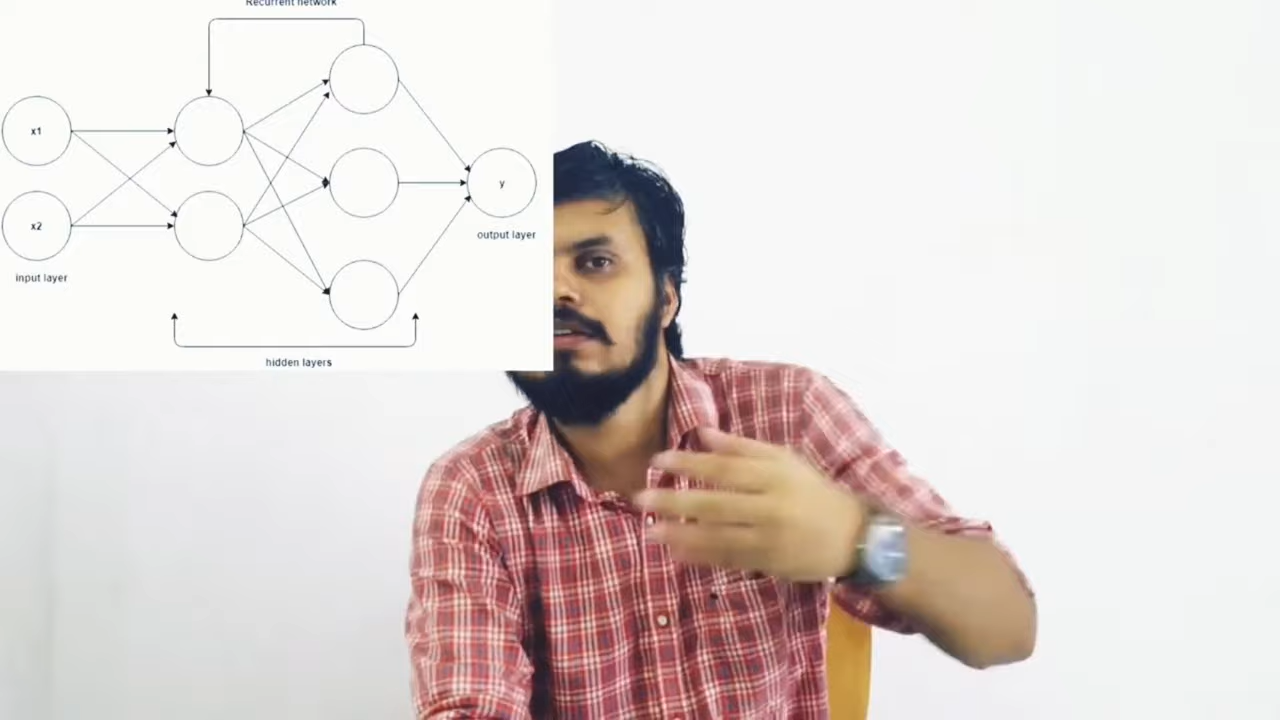 Recurrent network
x1
x2
y
output layer
input layer
hidden layers